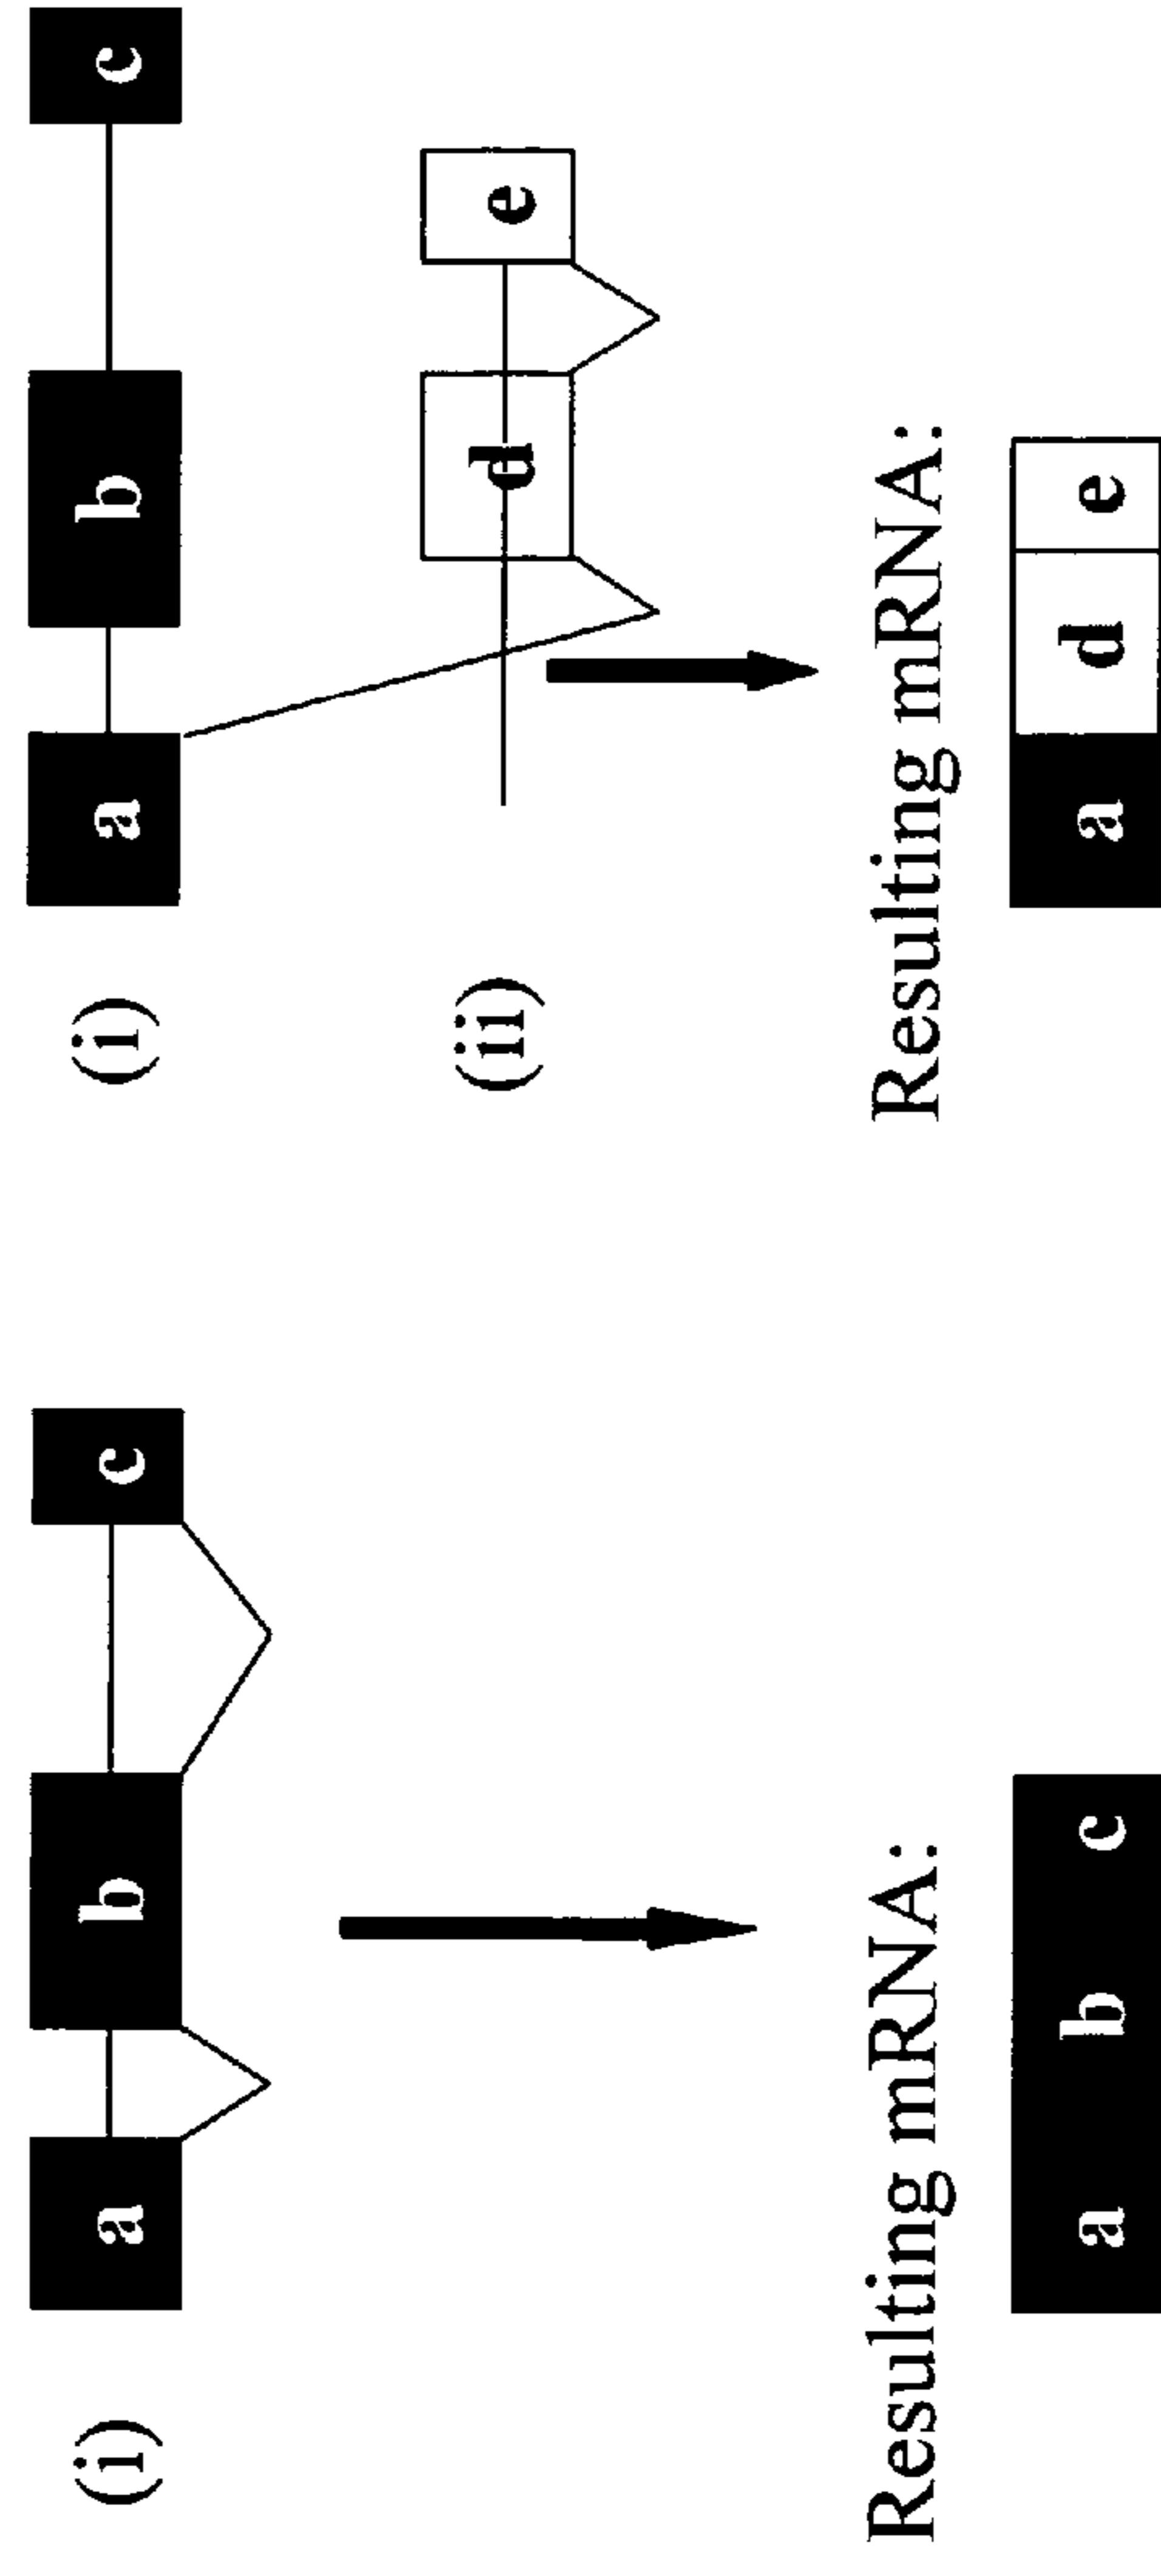 (i) a b c
Resulting mRNA:
a b c
(i) a b c
(ii) d e
Resulting mRNA:
a d e